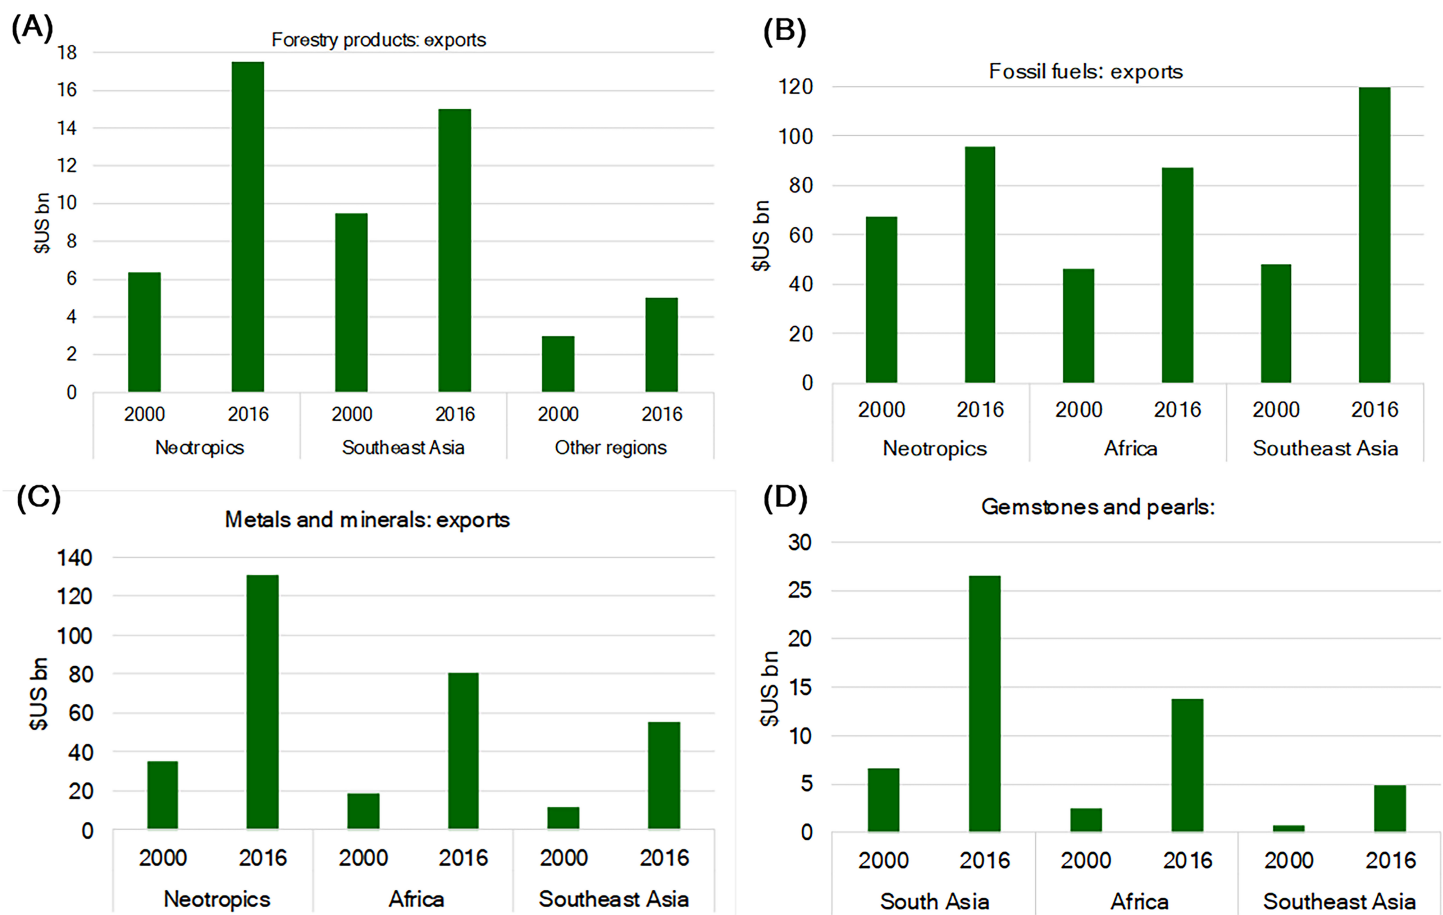 (A)
Forestry products: exports
18
16
14
12
10
8
6
4
2
0
$US bn
2000 2016 2000 2016 2000 2016
Neotropics Southeast Asia Other regions
(B)
Fossil fuels: exports
120
100
80
60
40
20
0
$US bn
2000 2016 2000 2016 2000 2016
Neotropics Africa Southeast Asia
(C)
Metals and minerals: exports
140
120
100
80
60
40
20
0
$US bn
2000 2016 2000 2016 2000 2016
Neotropics Africa Southeast Asia
(D)
Gemstones and pearls:
30
25
20
15
10
5
0
$US bn
2000 2016 2000 2016 2000 2016
South Asia Africa Southeast Asia